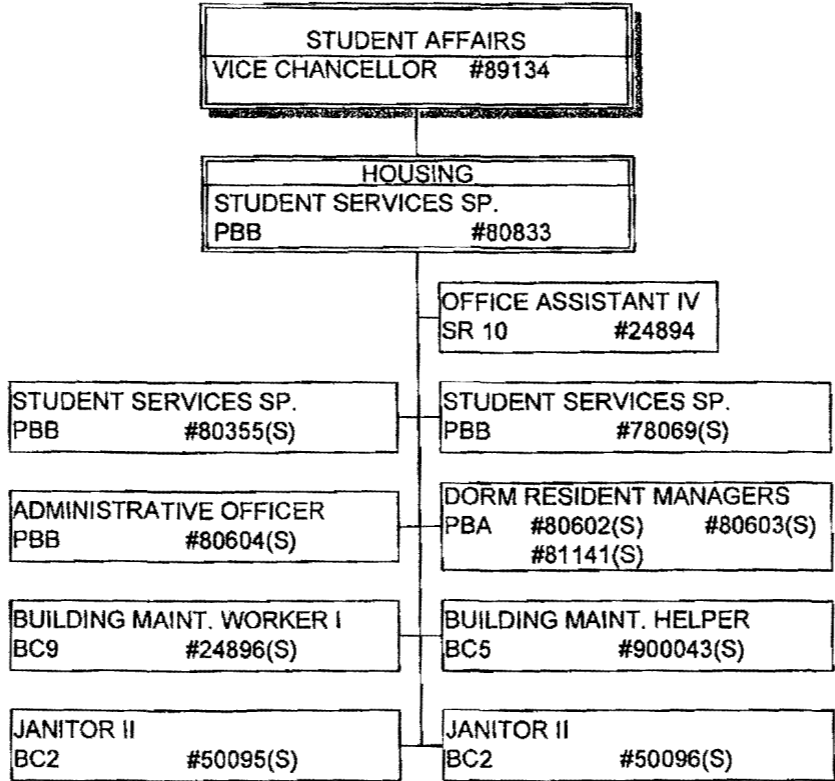 STUDENT AFFAIRS
VICE CHANCELLOR #89134
HOUSING
STUDENT SERVICES SP.
PBB #80833
OFFICE ASSISTANT IV
SR 10 #24894
STUDENT SERVICES SP.
PBB #80355(S)
STUDENT SERVICES SP.
PBB #78069(S)
ADMINISTRATIVE OFFICER
PBB #80604(S)
DORM RESIDENT MANAGERS
PBA #80602(S) #80603(S)
#81141(S)
BUILDING MAINT. WORKER I
BC9 #24896(S)
BUILDING MAINT. HELPER
BC5 #900043(S)
JANITOR II
BC2 #50095(S)
JANITOR II
BC2 #50096(S)